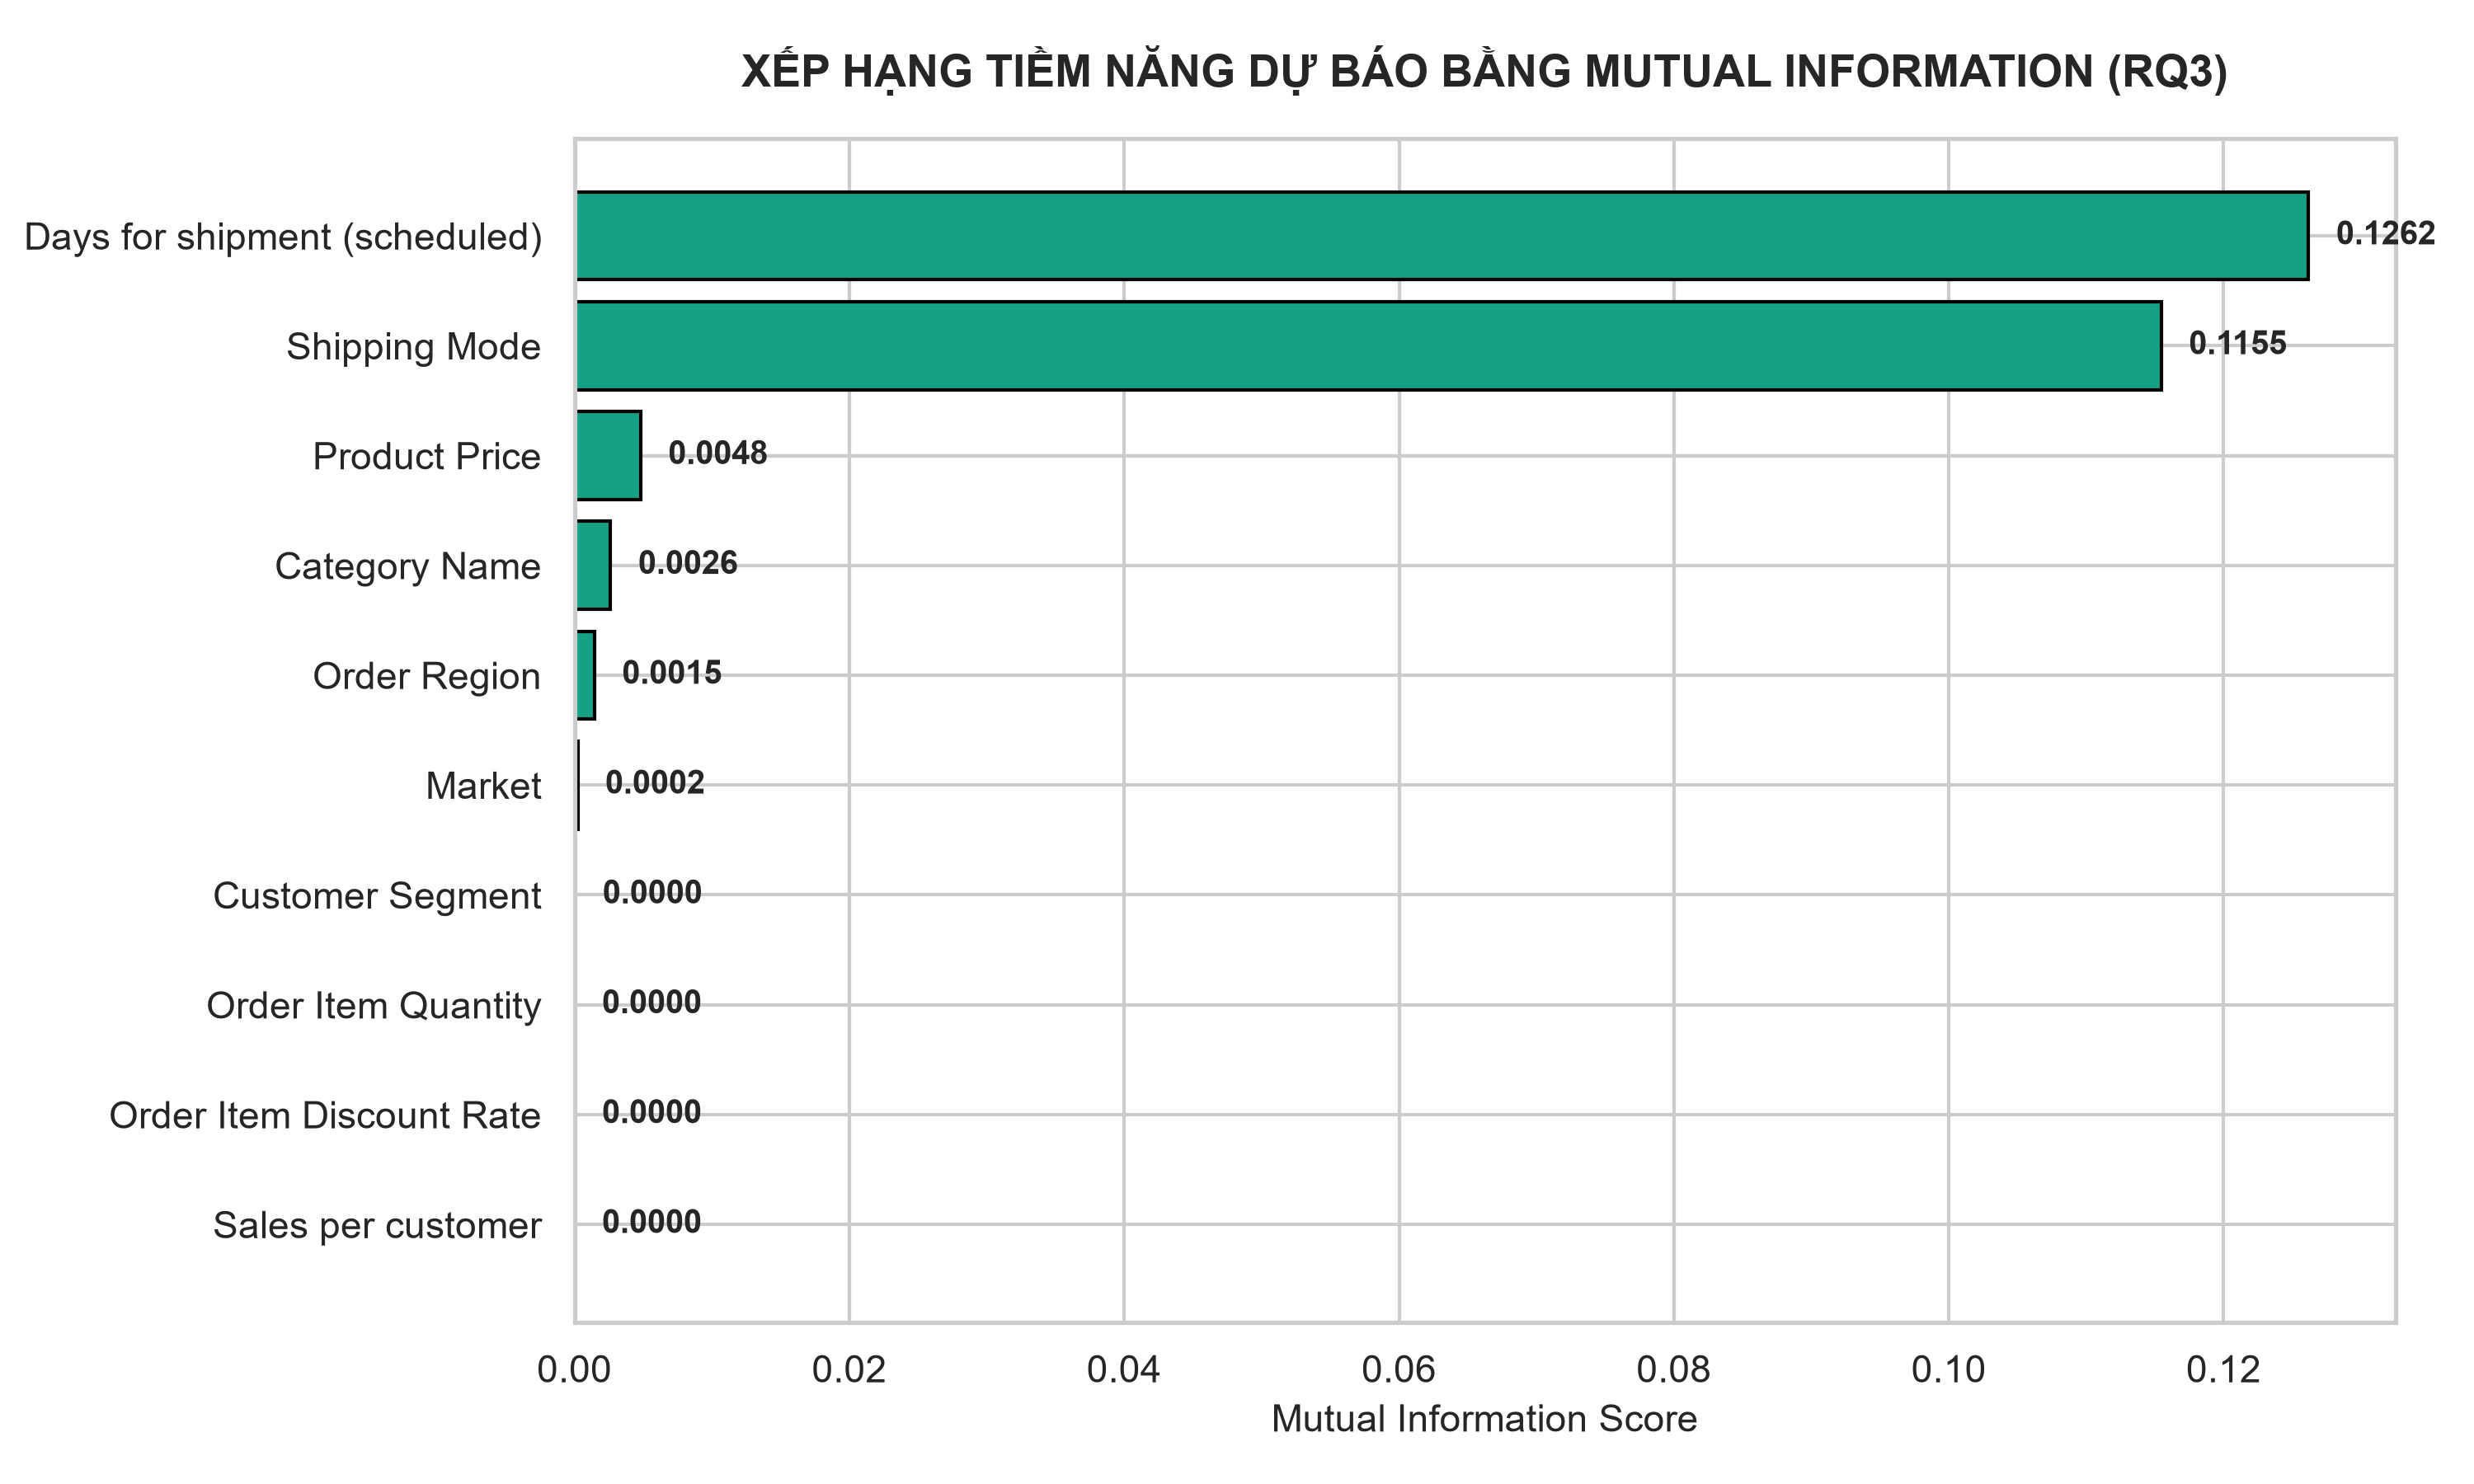 XẾP HẠNG TIỀM NĂNG DỰ BÁO BẰNG MUTUAL INFORMATION (RQ3)
Days for shipment (scheduled) 0.1262
Shipping Mode 0.1155
Product Price 0.0048
Category Name 0.0026
Order Region 0.0015
Market 0.0002
Customer Segment 0.0000
Order Item Quantity 0.0000
Order Item Discount Rate 0.0000
Sales per customer 0.0000
0.00 0.02 0.04 0.06 0.08 0.10 0.12
Mutual Information Score